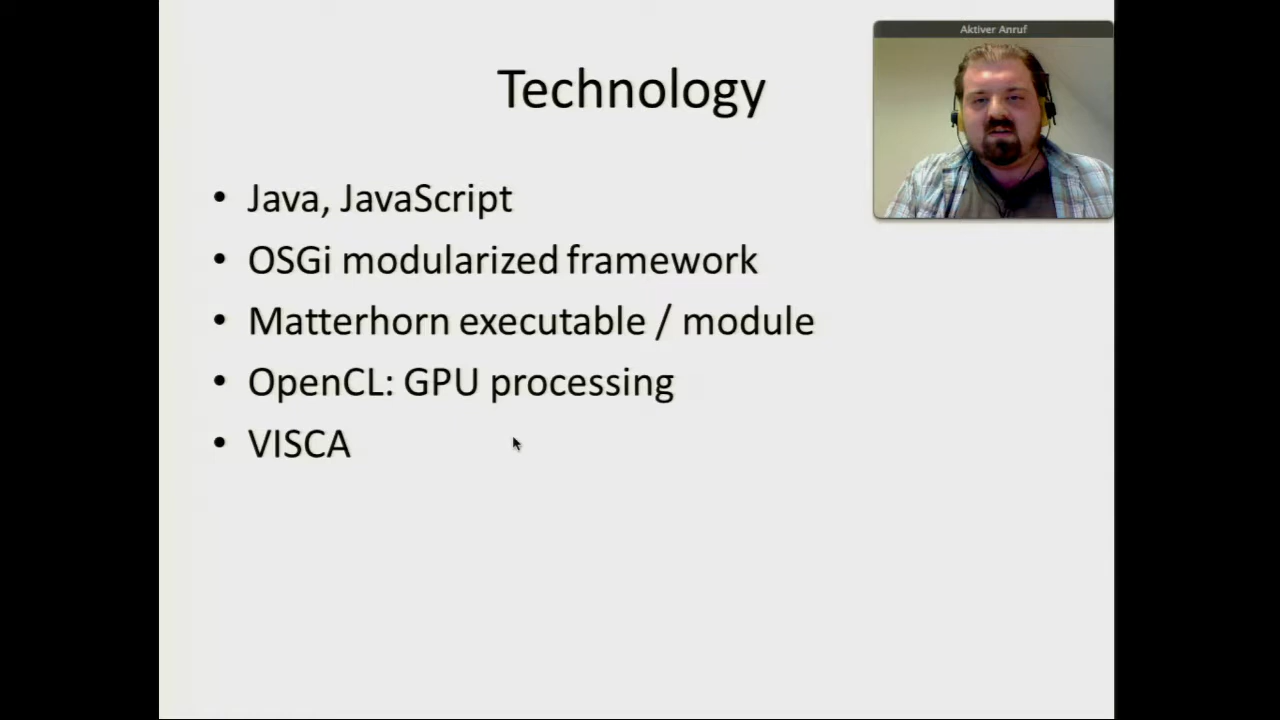 Aktiver Anruf
Technology
• Java, JavaScript
• OSGi modularized framework
• Matterhorn executable / module
• OpenCL: GPU processing
• VISCA